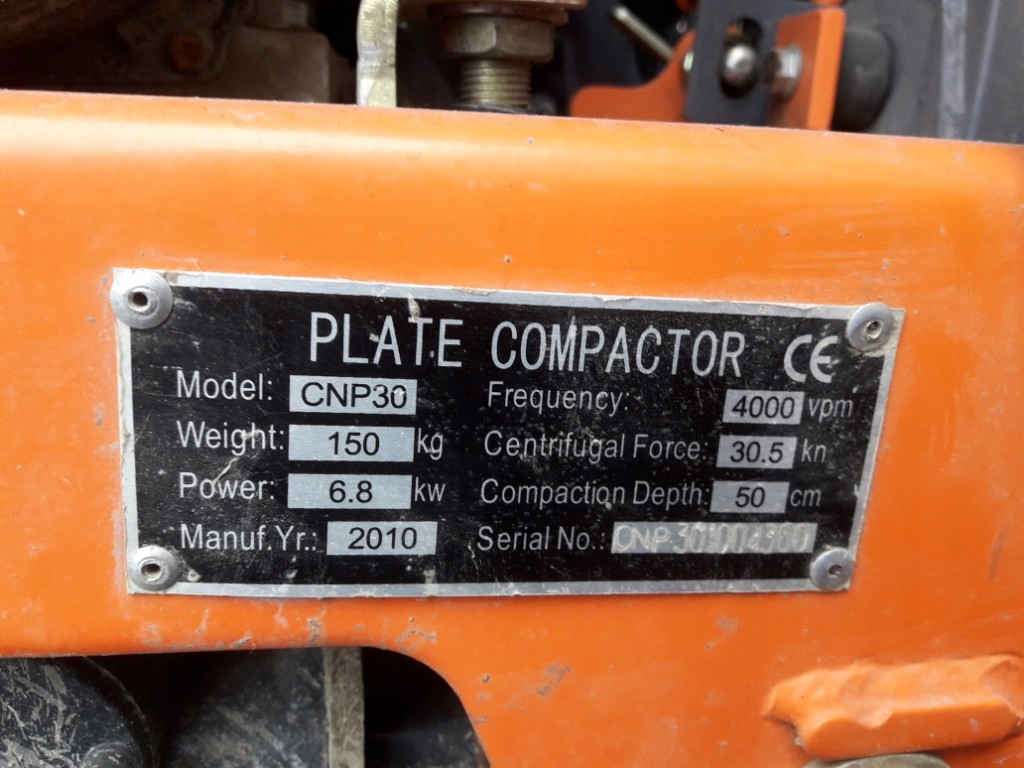 PLATE COMPACTOR CE
Model: CNP30
Weight: 150 kg
Power: 6.8 kw
Manuf.Yr.: 2010
Frequency: 4000 vpm
Centrifugal Force: 30.5 kn
Compaction Depth: 50 cm
Serial No.: